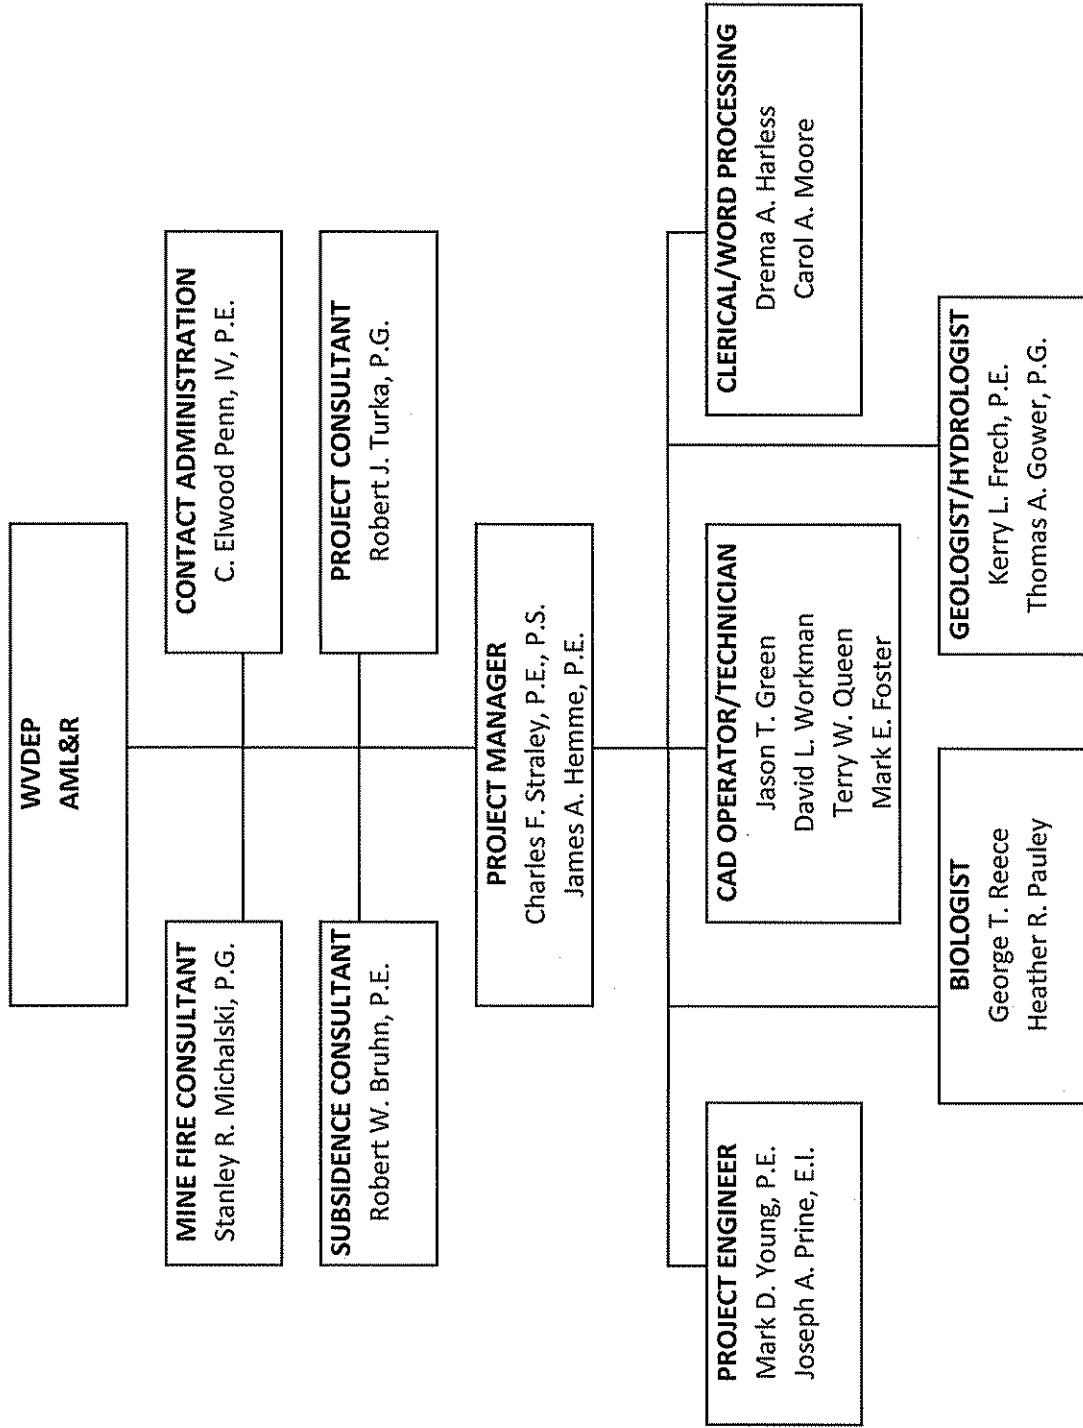 WVDEP
AML&R
MINE FIRE CONSULTANT
Stanley R. Michalski, P.G.
CONTACT ADMINISTRATION
C. Elwood Penn, IV, P.E.
SUBSIDENCE CONSULTANT
Robert W. Bruhn, P.E.
PROJECT CONSULTANT
Robert J. Turka, P.G.
PROJECT MANAGER
Charles F. Straley, P.E., P.S.
James A. Hemme, P.E.
PROJECT ENGINEER
Mark D. Young, P.E.
Joseph A. Prine, E.I.
CAD OPERATOR/TECHNICIAN
Jason T. Green
David L. Workman
Terry W. Queen
Mark E. Foster
CLERICAL/WORD PROCESSING
Drema A. Harless
Carol A. Moore
BIOLOGIST
George T. Reece
Heather R. Pauley
GEOLOGIST/HYDROLOGIST
Kerry L. Frech, P.E.
Thomas A. Gower, P.G.